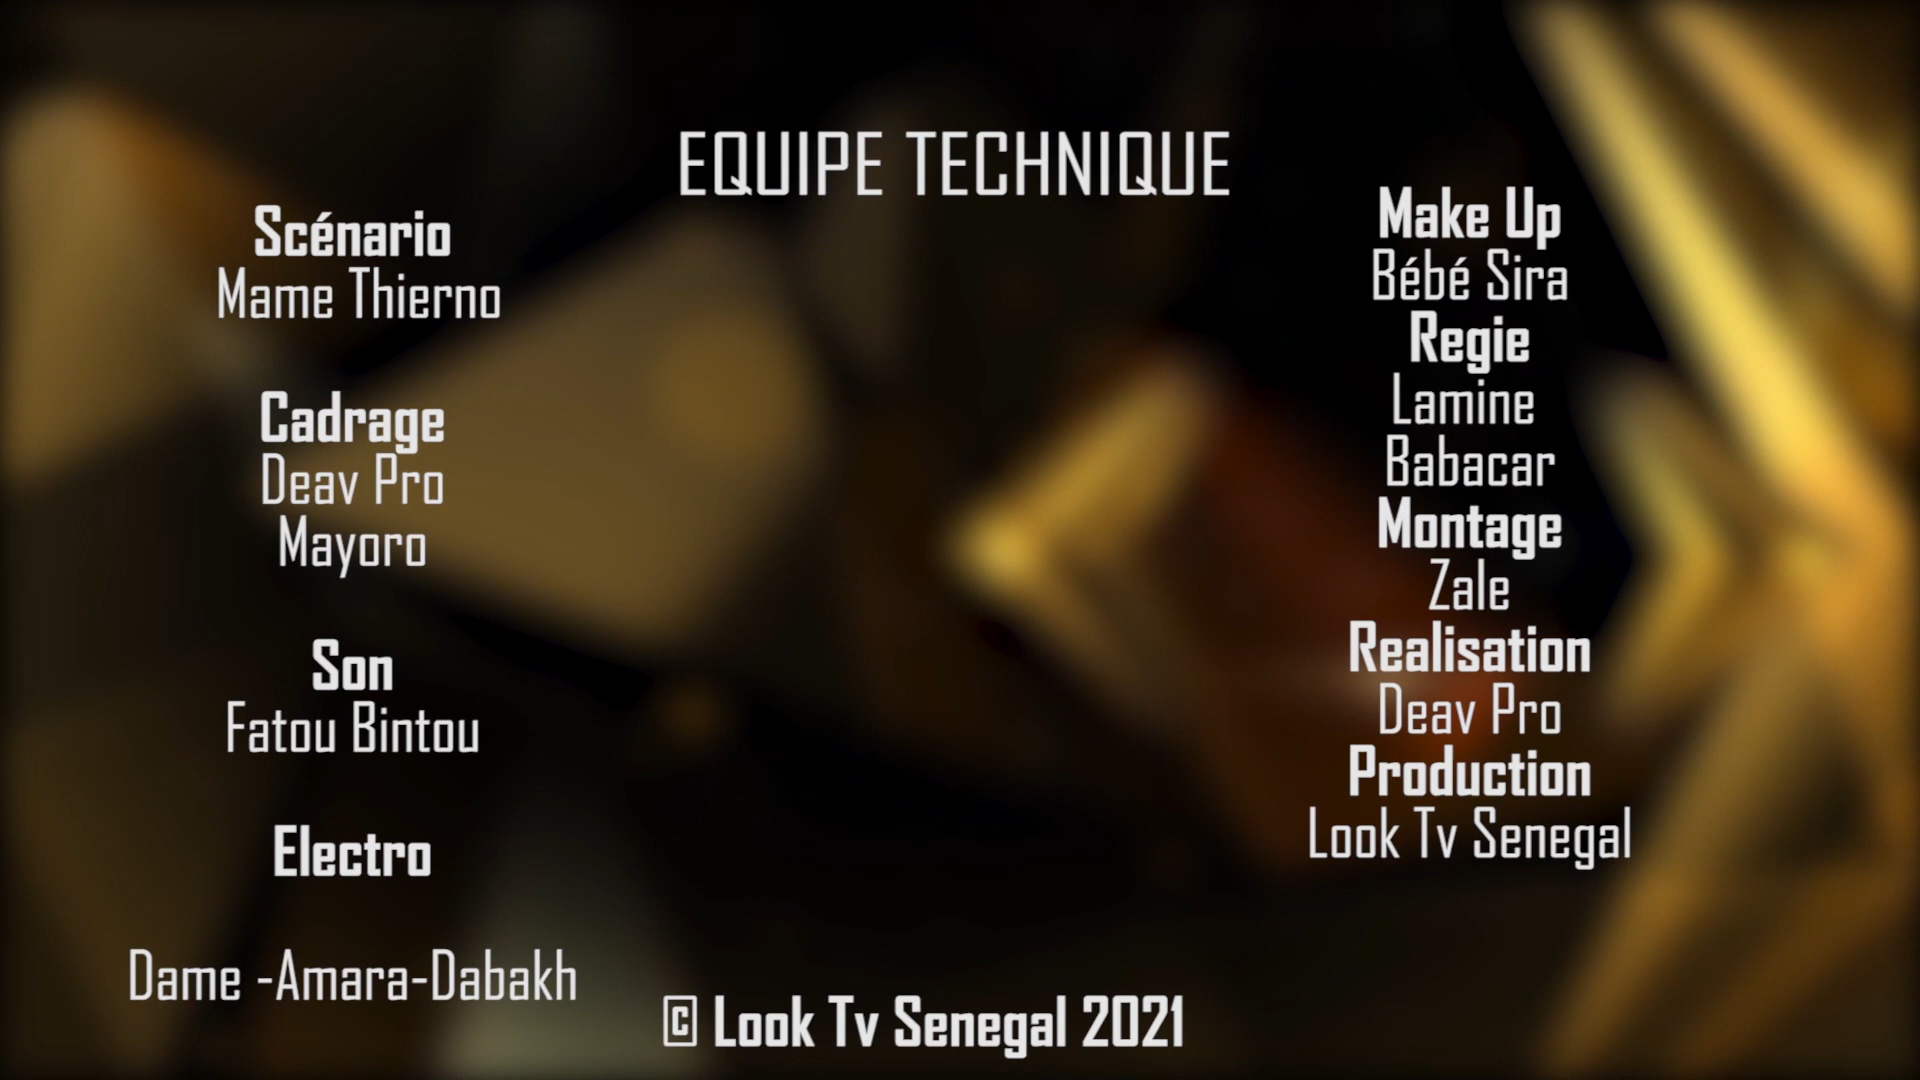 EQUIPE TECHNIQUE
Scénario
Mame Thierno
Cadrage
Deav Pro
Mayoro
Son
Fatou Bintou
Electro
Dame -Amara-Dabakh
Make Up
Bébé Sira
Regie
Lamine
Babacar
Montage
Zale
Realisation
Deav Pro
Production
Look Tv Senegal
© Look Tv Senegal 2021